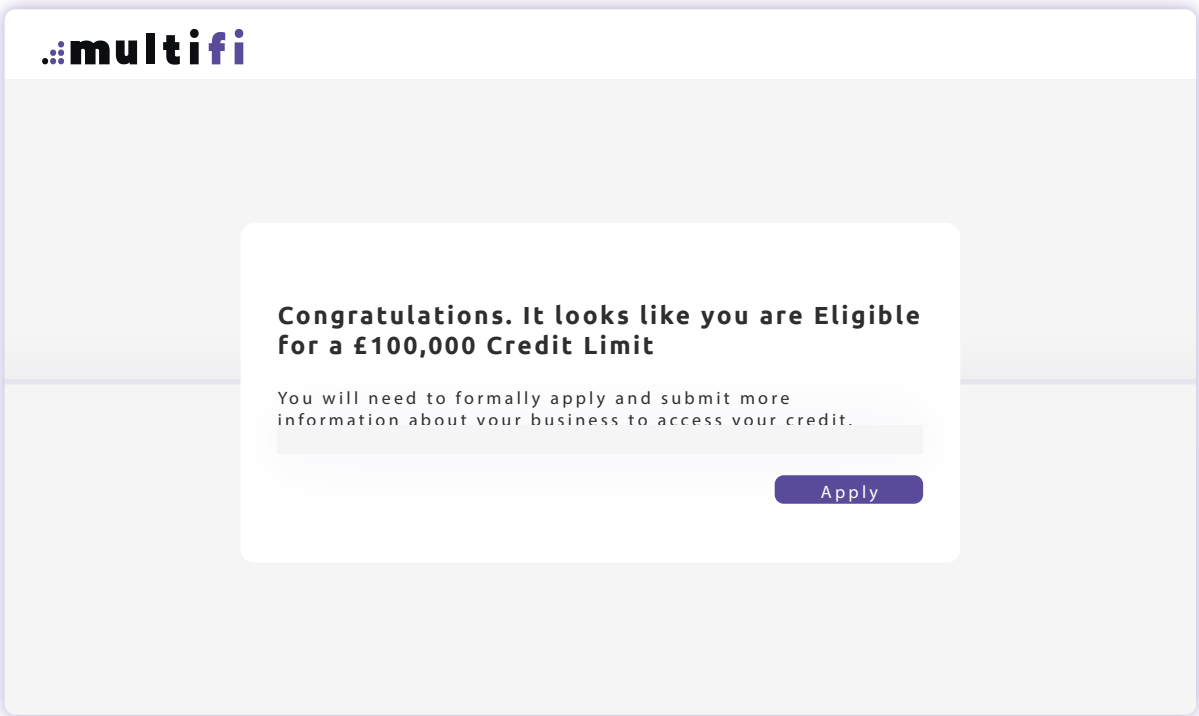 multifi
Congratulations. It looks like you are Eligible
for a £100,000 Credit Limit
You will need to formally apply and submit more
information about your business to access your credit.
Apply